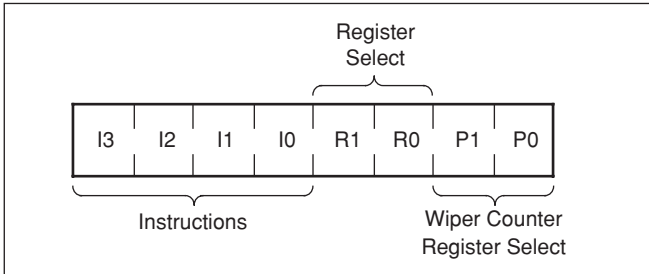 Register
Select
I3 I2 I1 I0 R1 R0 P1 P0
Instructions
Wiper Counter
Register Select